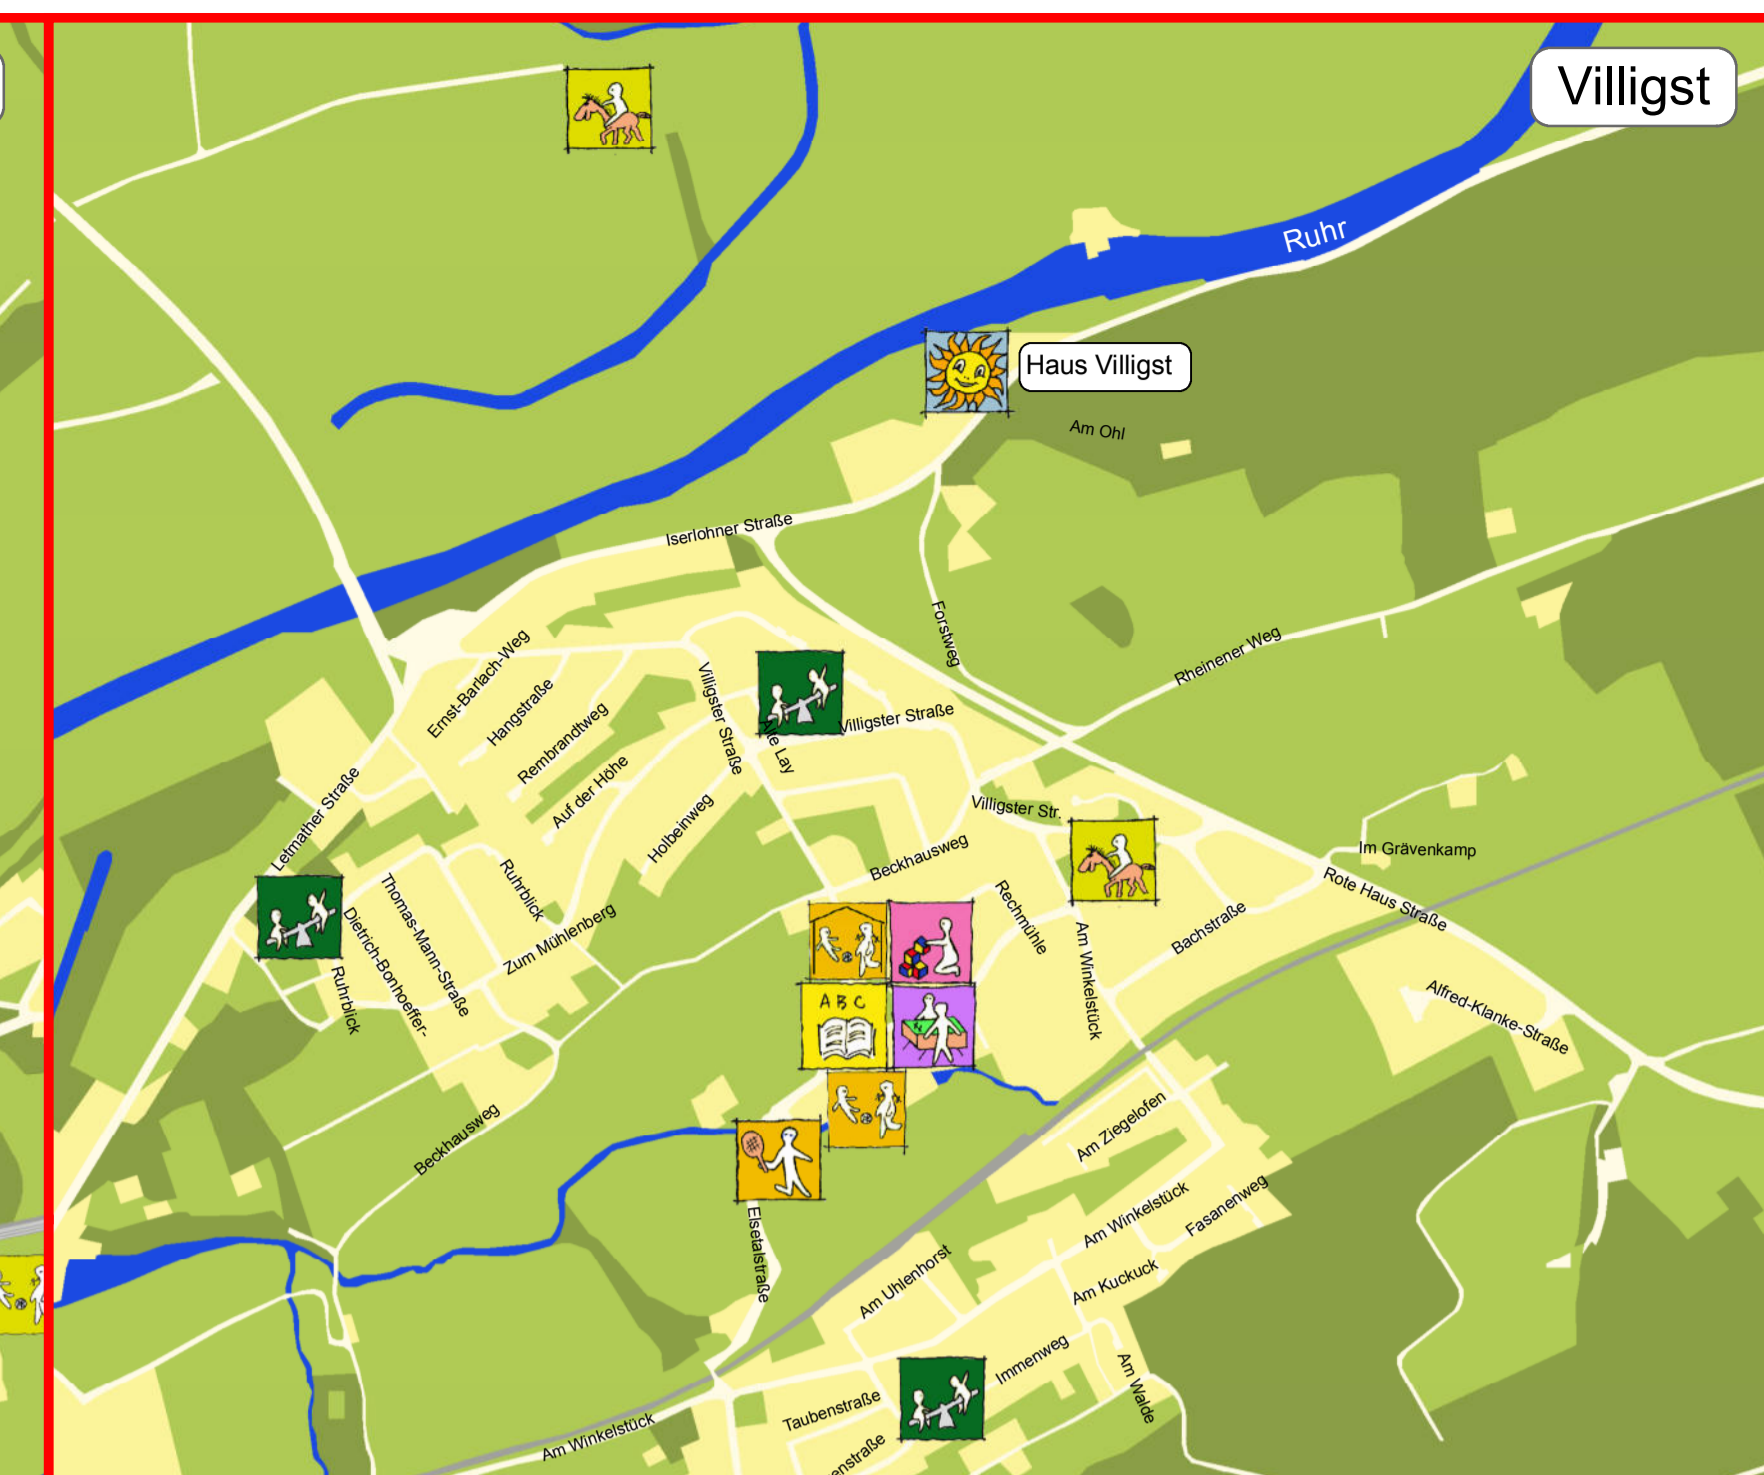 Villigst
Ruhr
Haus Villigst
Am Ohl
Iserlohner Straße
Forstweg
Rheinener Weg
Ernst-Barlach-Weg
Hangstraße
Rembrandtweg
Auf der Höhe
Holbeinweg
Villigster Straße
Lay
Villigster Straße
Villigster Str.
Letmather Straße
Beckhausweg
Im Grävenkamp
Rote Haus Straße
Ruhrblick
Thomas-Mann-Straße
Dietrich-Bonhoeffer-
Zum Mühlenberg
Ruhrblick
Rechmühle
Am Winkelstück
Bachstraße
Alfred-Klanke-Straße
A B C
Beckhausweg
Am Ziegelofen
Am Winkelstück
Fasanenweg
Elsetalstraße
Am Uhlenhorst
Am Kuckuck
Immenweg
Am Walde
Taubenstraße
Am Winkelstück
enstraße